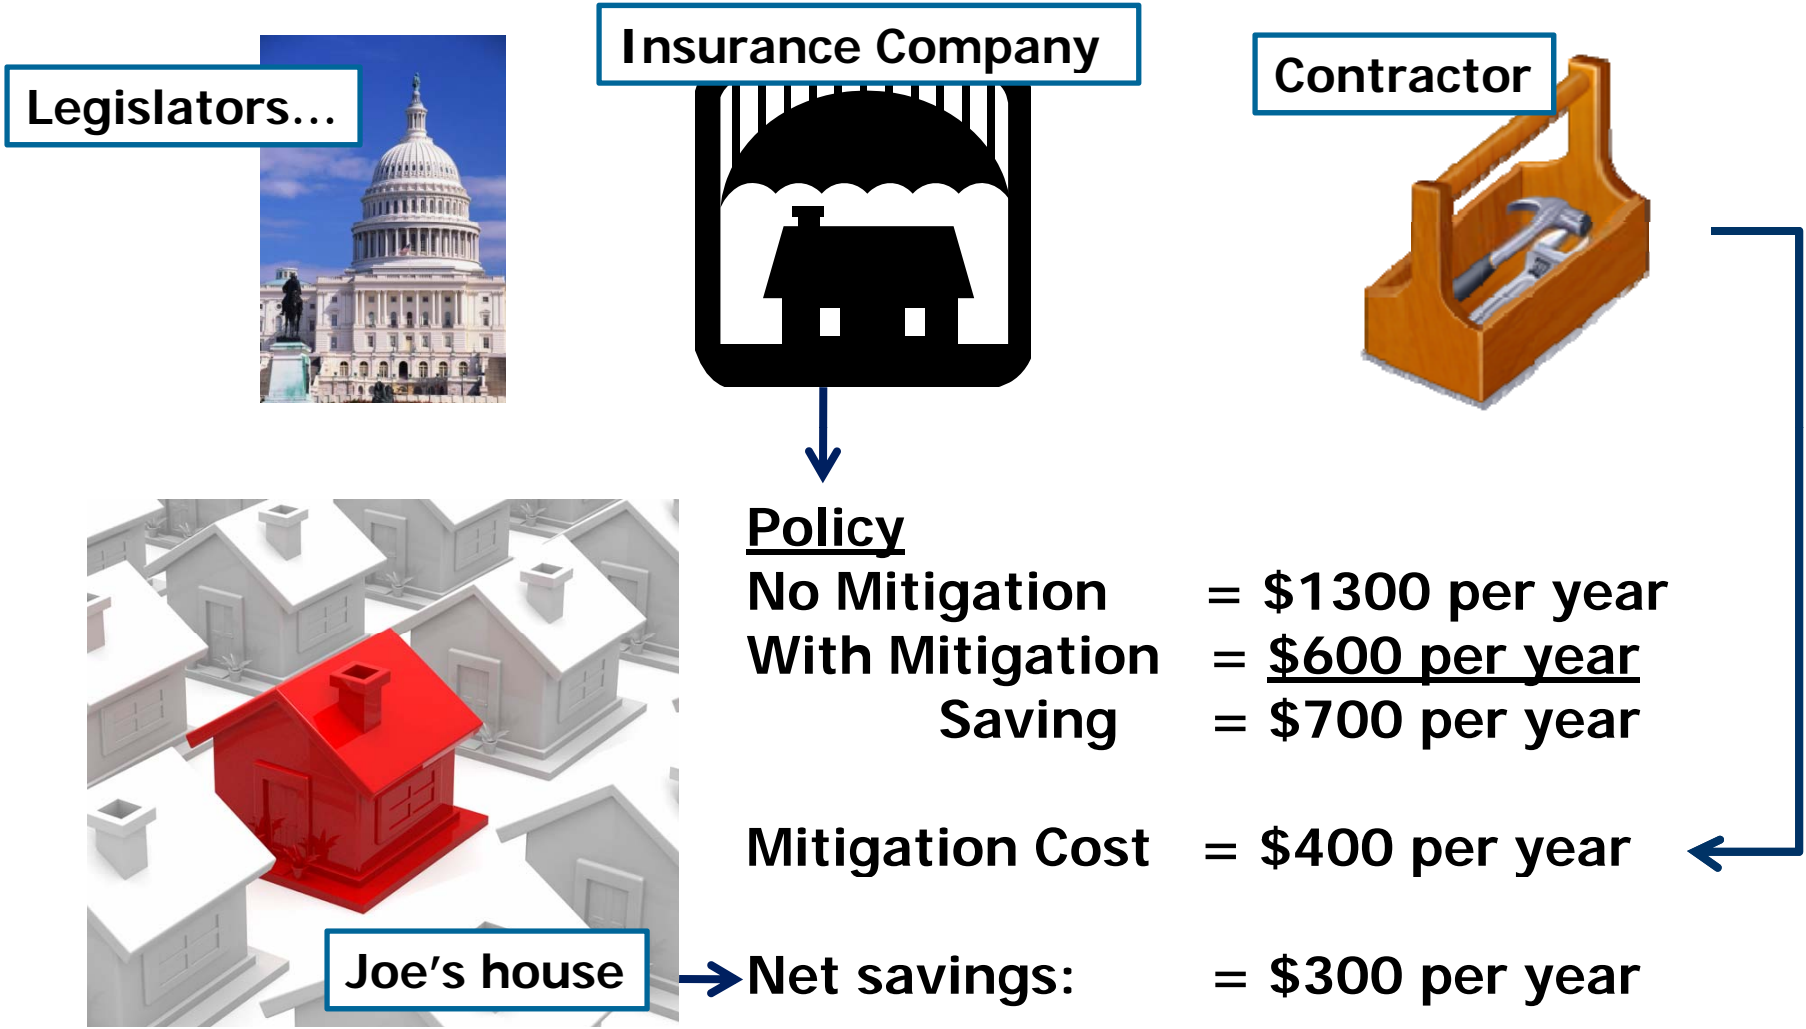 Legislators...
Insurance Company
Contractor
Policy
No Mitigation = $1300 per year
With Mitigation = $600 per year
Saving = $700 per year
Mitigation Cost = $400 per year
Joe's house
Net savings: = $300 per year